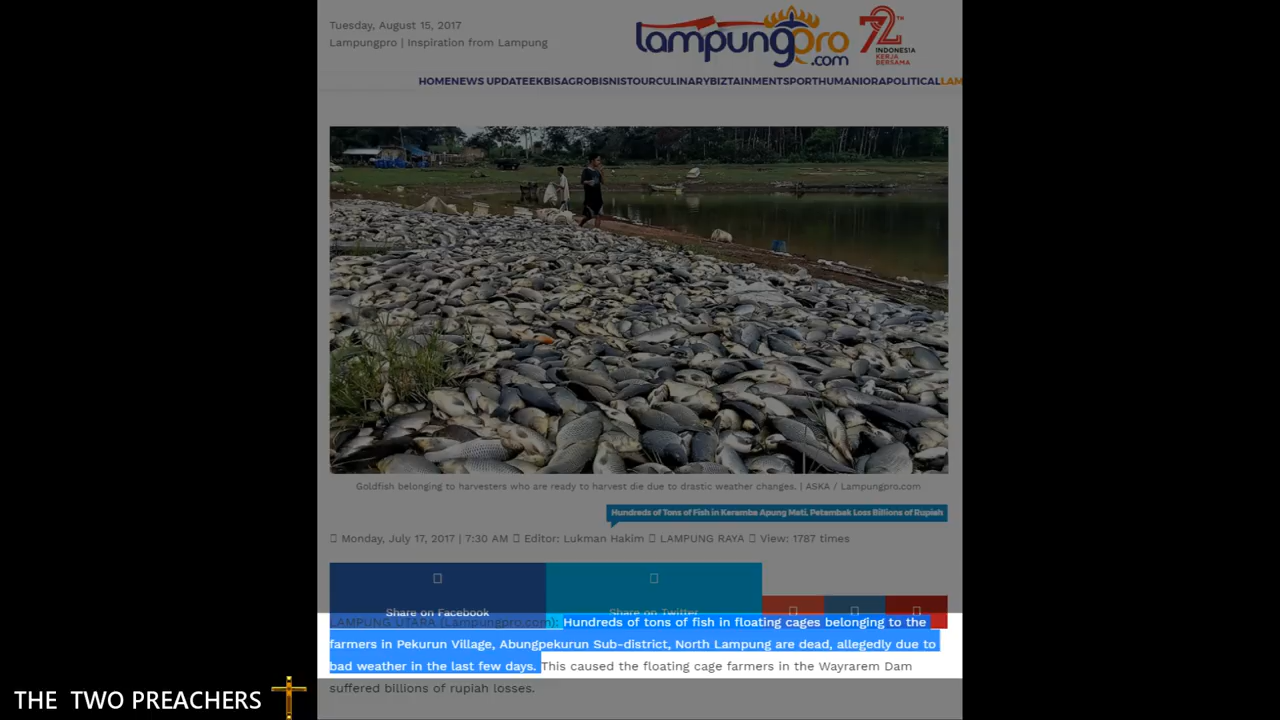 Tuesday, August 15, 2017
Lampungpro | Inspiration from Lampung
lampungpro
.com
72TH
INDONESIA
KERJA
BERSAMA
HOMENEWS UPDATEEKBISAGROBISNISTOURCULINARYBIZTAINMENTSPORTHUMANIORAPOLITICALLAM
Goldfish belonging to harvesters who are ready to harvest die due to drastic weather changes. | ASKA / Lampungpro.com
Hundreds of Tons of Fish in Keramba Apung Mati, Petambak Loss Billions of Rupiah
Monday, July 17, 2017 | 7:30 AM Editor: Lukman Hakim LAMPUNG RAYA View: 1787 times
Share on Facebook Share on Twitter
LAMPUNG UTARA (Lampungpro.com): Hundreds of tons of fish in floating cages belonging to the
farmers in Pekurun Village, Abungpekurun Sub-district, North Lampung are dead, allegedly due to
bad weather in the last few days. This caused the floating cage farmers in the Wayrarem Dam
suffered billions of rupiah losses.
THE TWO PREACHERS